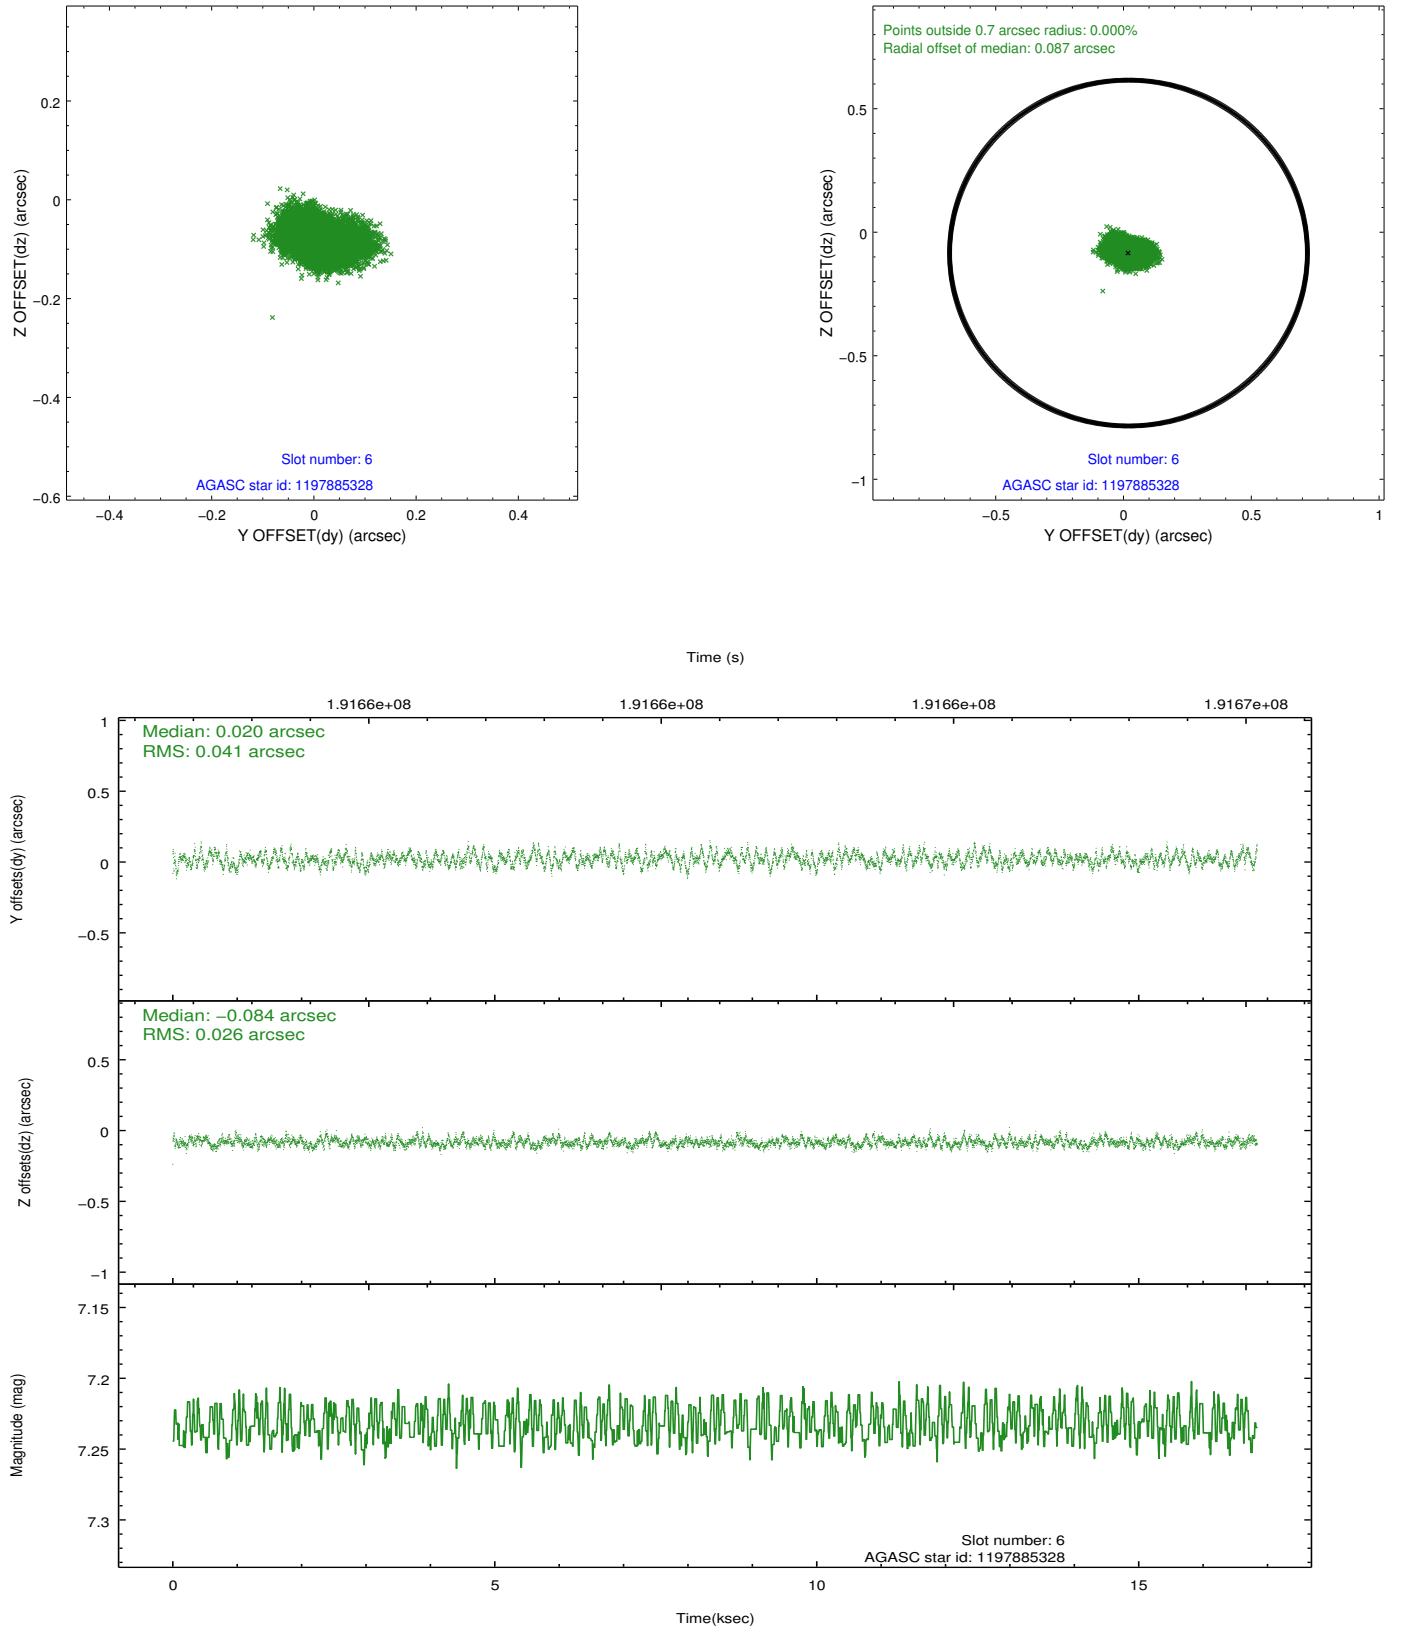 0.2
0
−0.2
−0.4
−0.6
Z OFFSET(dz) (arcsec)
Slot number: 6
AGASC star id: 1197885328
−0.4 −0.2 0 0.2 0.4
Y OFFSET(dy) (arcsec)
Points outside 0.7 arcsec radius: 0.000%
Radial offset of median: 0.087 arcsec
0.5
0
−0.5
−1
Z OFFSET(dz) (arcsec)
Slot number: 6
AGASC star id: 1197885328
−0.5 0 0.5 1
Y OFFSET(dy) (arcsec)
Time (s)
1.9166e+08 1.9166e+08 1.9166e+08 1.9167e+08
Median: 0.020 arcsec
RMS: 0.041 arcsec
1
0.5
0
−0.5
Y offsets(dy) (arcsec)
Median: −0.084 arcsec
RMS: 0.026 arcsec
0.5
0
−0.5
−1
Z offsets(dz) (arcsec)
7.15
7.2
7.25
7.3
Magnitude (mag)
Slot number: 6
AGASC star id: 1197885328
0 5 10 15
Time(ksec)